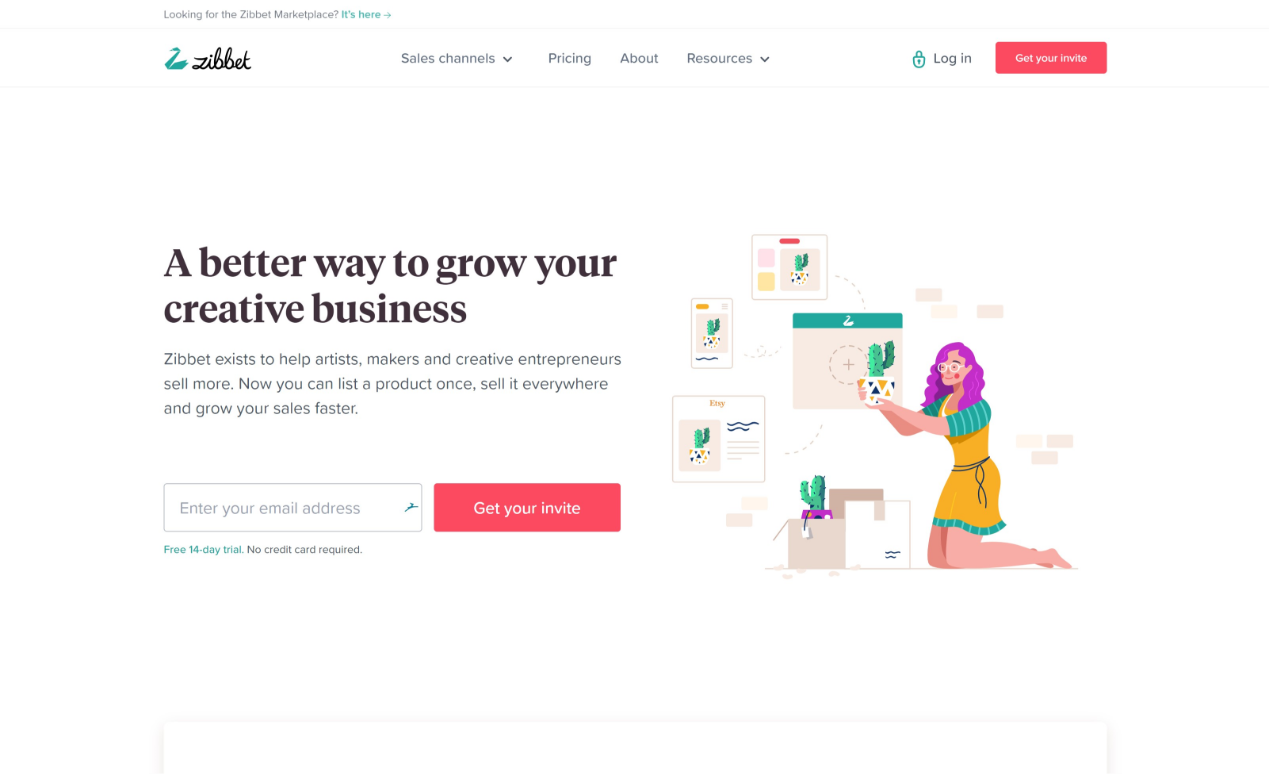 Looking for the Zibbet Marketplace? It's here →
zibbet
Sales channels
Pricing
About
Resources
Log in
Get your invite
A better way to grow your
creative business
Zibbet exists to help artists, makers and creative entrepreneurs
sell more. Now you can list a product once, sell it everywhere
and grow your sales faster.
Enter your email address
Get your invite
Free 14-day trial. No credit card required.
Etsy